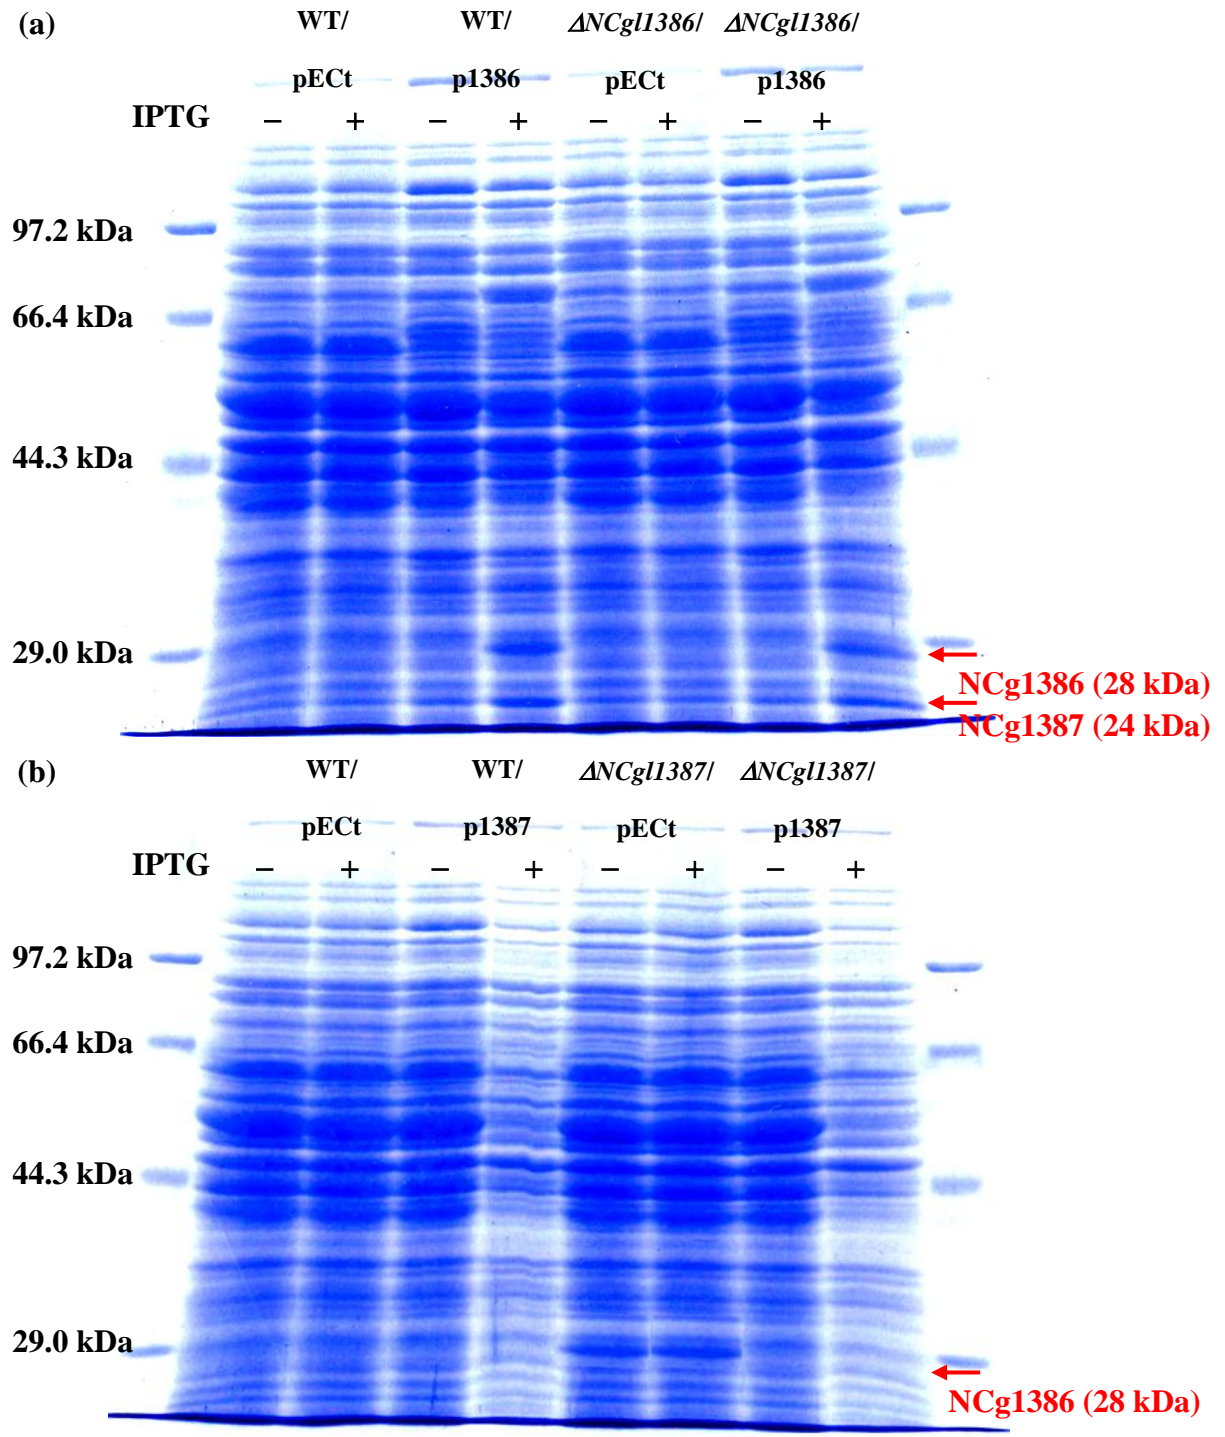 (a) WT/ WT/ ΔNCgl1386/ ΔNCgl1386/
pECt p1386 pECt p1386
IPTG − + − + − + − +
97.2 kDa
66.4 kDa
44.3 kDa
29.0 kDa
NCg1386 (28 kDa)
NCg1387 (24 kDa)
(b) WT/ WT/ ΔNCgl1387/ ΔNCgl1387/
pECt p1387 pECt p1387
IPTG − + − + − + − +
97.2 kDa
66.4 kDa
44.3 kDa
29.0 kDa
NCg1386 (28 kDa)